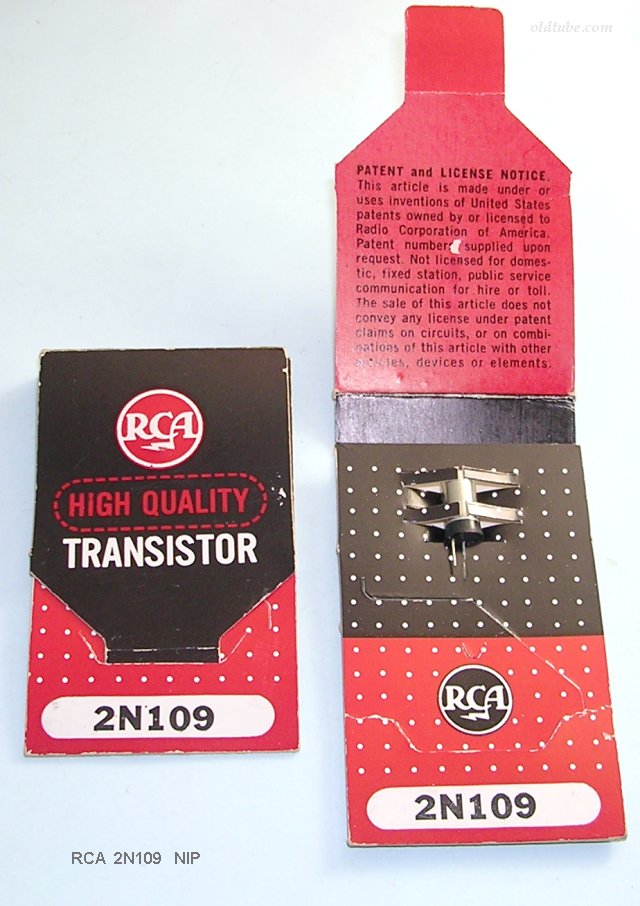 oldtube.com
PATENT and LICENSE NOTICE.
This article is made under or
uses inventions of United States
patents owned by or licensed to
Radio Corporation of America.
Patent number supplied upon
request. Not licensed for domes-
tic, fixed station, public service
communication for hire or toll.
The sale of this article does not
convey any license under patent
claims on circuits, or on combi-
nations of this article with other
articles, devices or elements.
RCA
HIGH QUALITY
TRANSISTOR
2N109
RCA
2N109
RCA 2N109 NIP